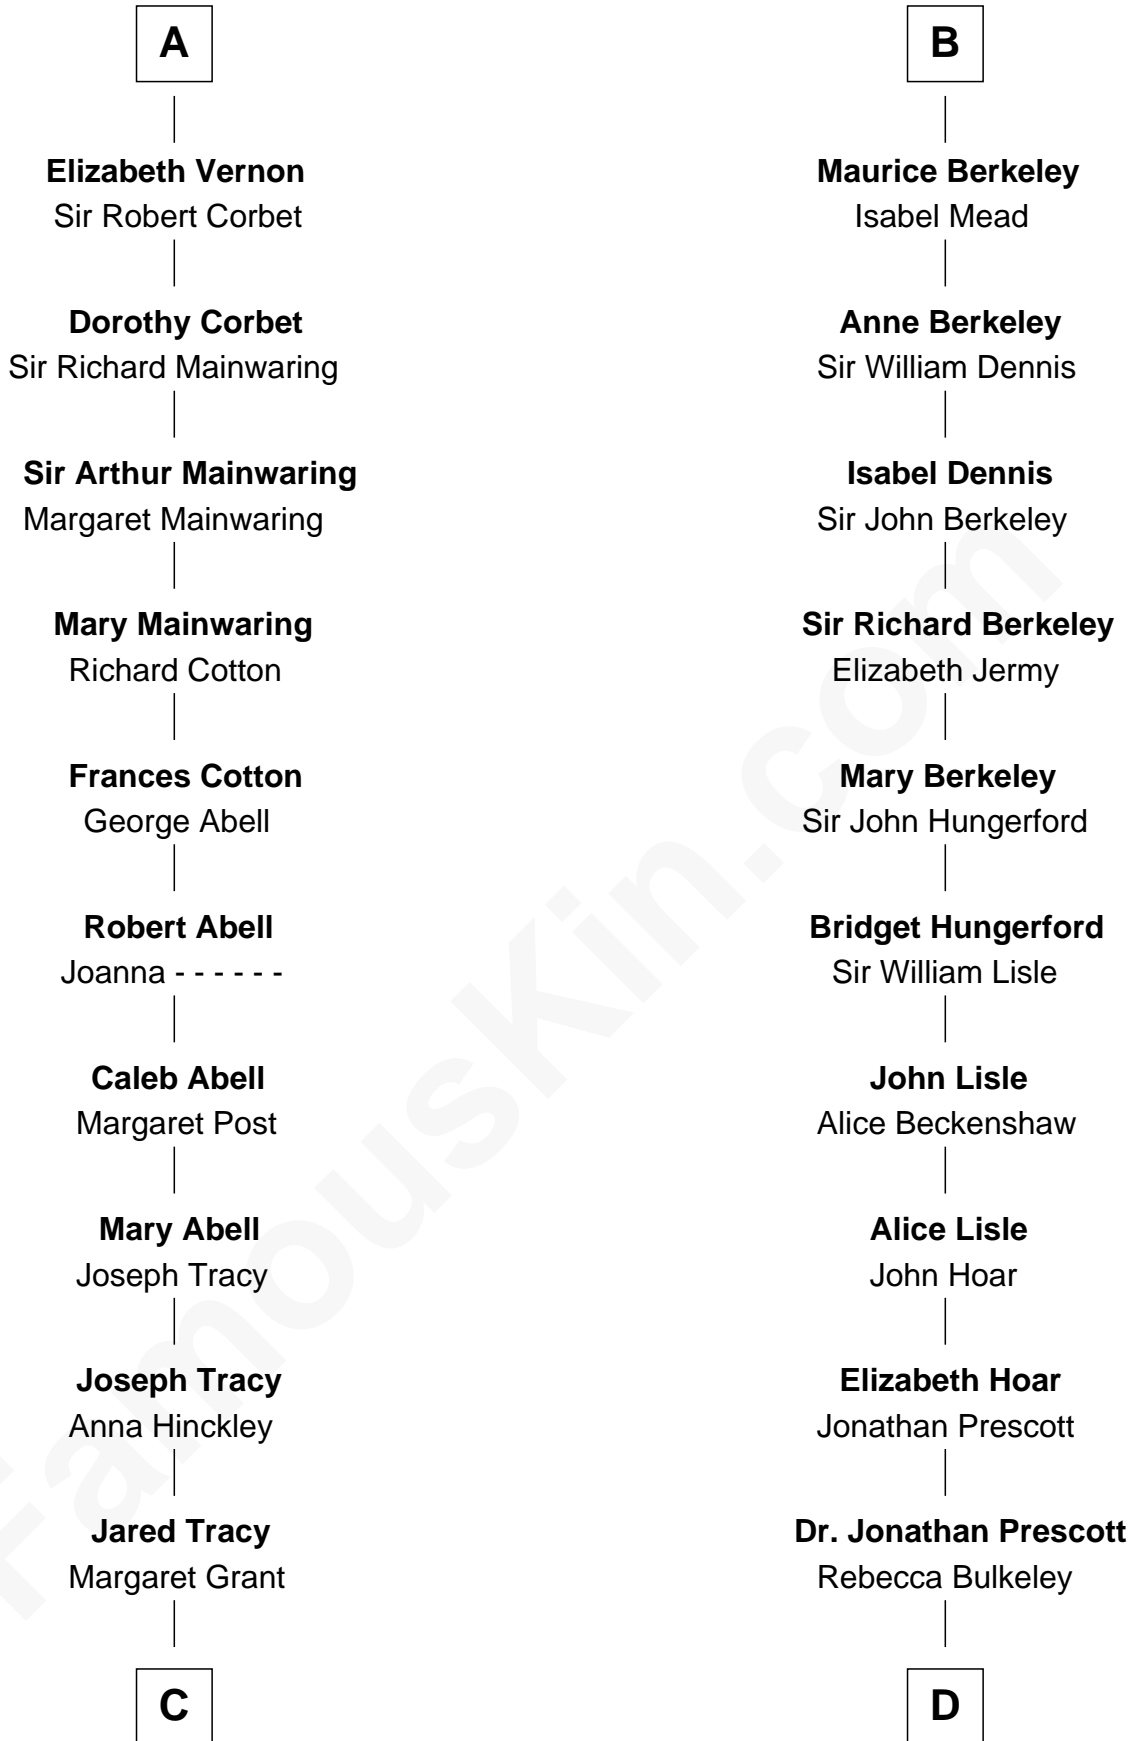 A
Elizabeth Vernon
Sir Robert Corbet
Dorothy Corbet
Sir Richard Mainwaring
Sir Arthur Mainwaring
Margaret Mainwaring
Mary Mainwaring
Richard Cotton
Frances Cotton
George Abell
Robert Abell
Joanna - - - - - -
Caleb Abell
Margaret Post
Mary Abell
Joseph Tracy
Joseph Tracy
Anna Hinckley
Jared Tracy
Margaret Grant
C
B
Maurice Berkeley
Isabel Mead
Anne Berkeley
Sir William Dennis
Isabel Dennis
Sir John Berkeley
Sir Richard Berkeley
Elizabeth Jermy
Mary Berkeley
Sir John Hungerford
Bridget Hungerford
Sir William Lisle
John Lisle
Alice Beckenshaw
Alice Lisle
John Hoar
Elizabeth Hoar
Jonathan Prescott
Dr. Jonathan Prescott
Rebecca Bulkeley
D
FamousKin.com